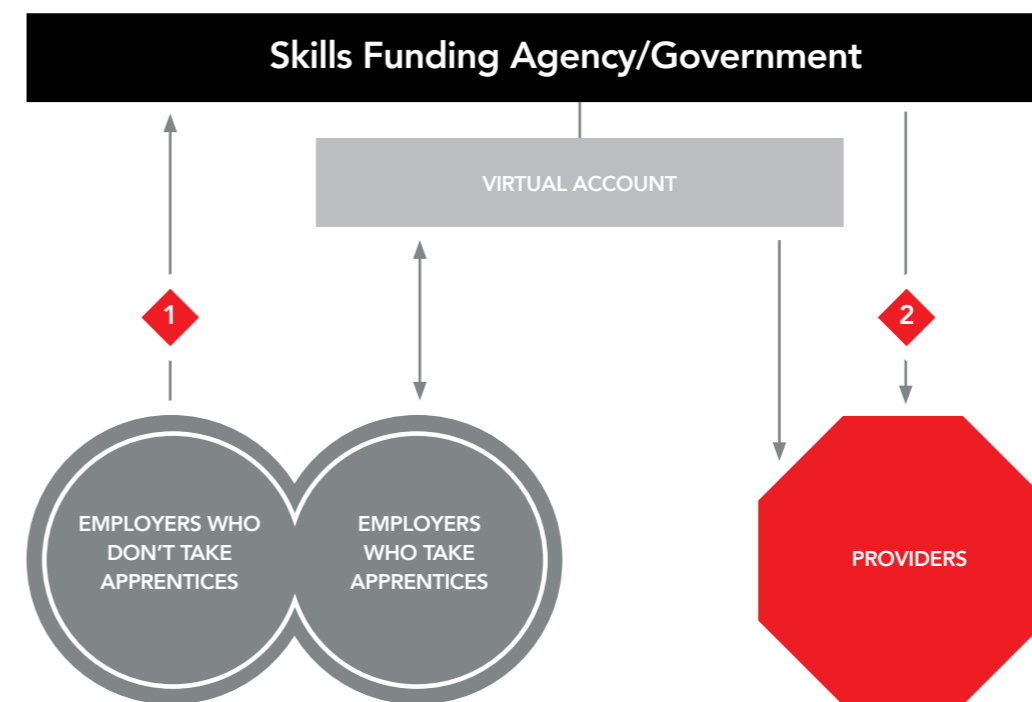 Skills Funding Agency/Government
VIRTUAL ACCOUNT
1
2
EMPLOYERS WHO
DON'T TAKE
APPRENTICES
EMPLOYERS
WHO TAKE
APPRENTICES
PROVIDERS